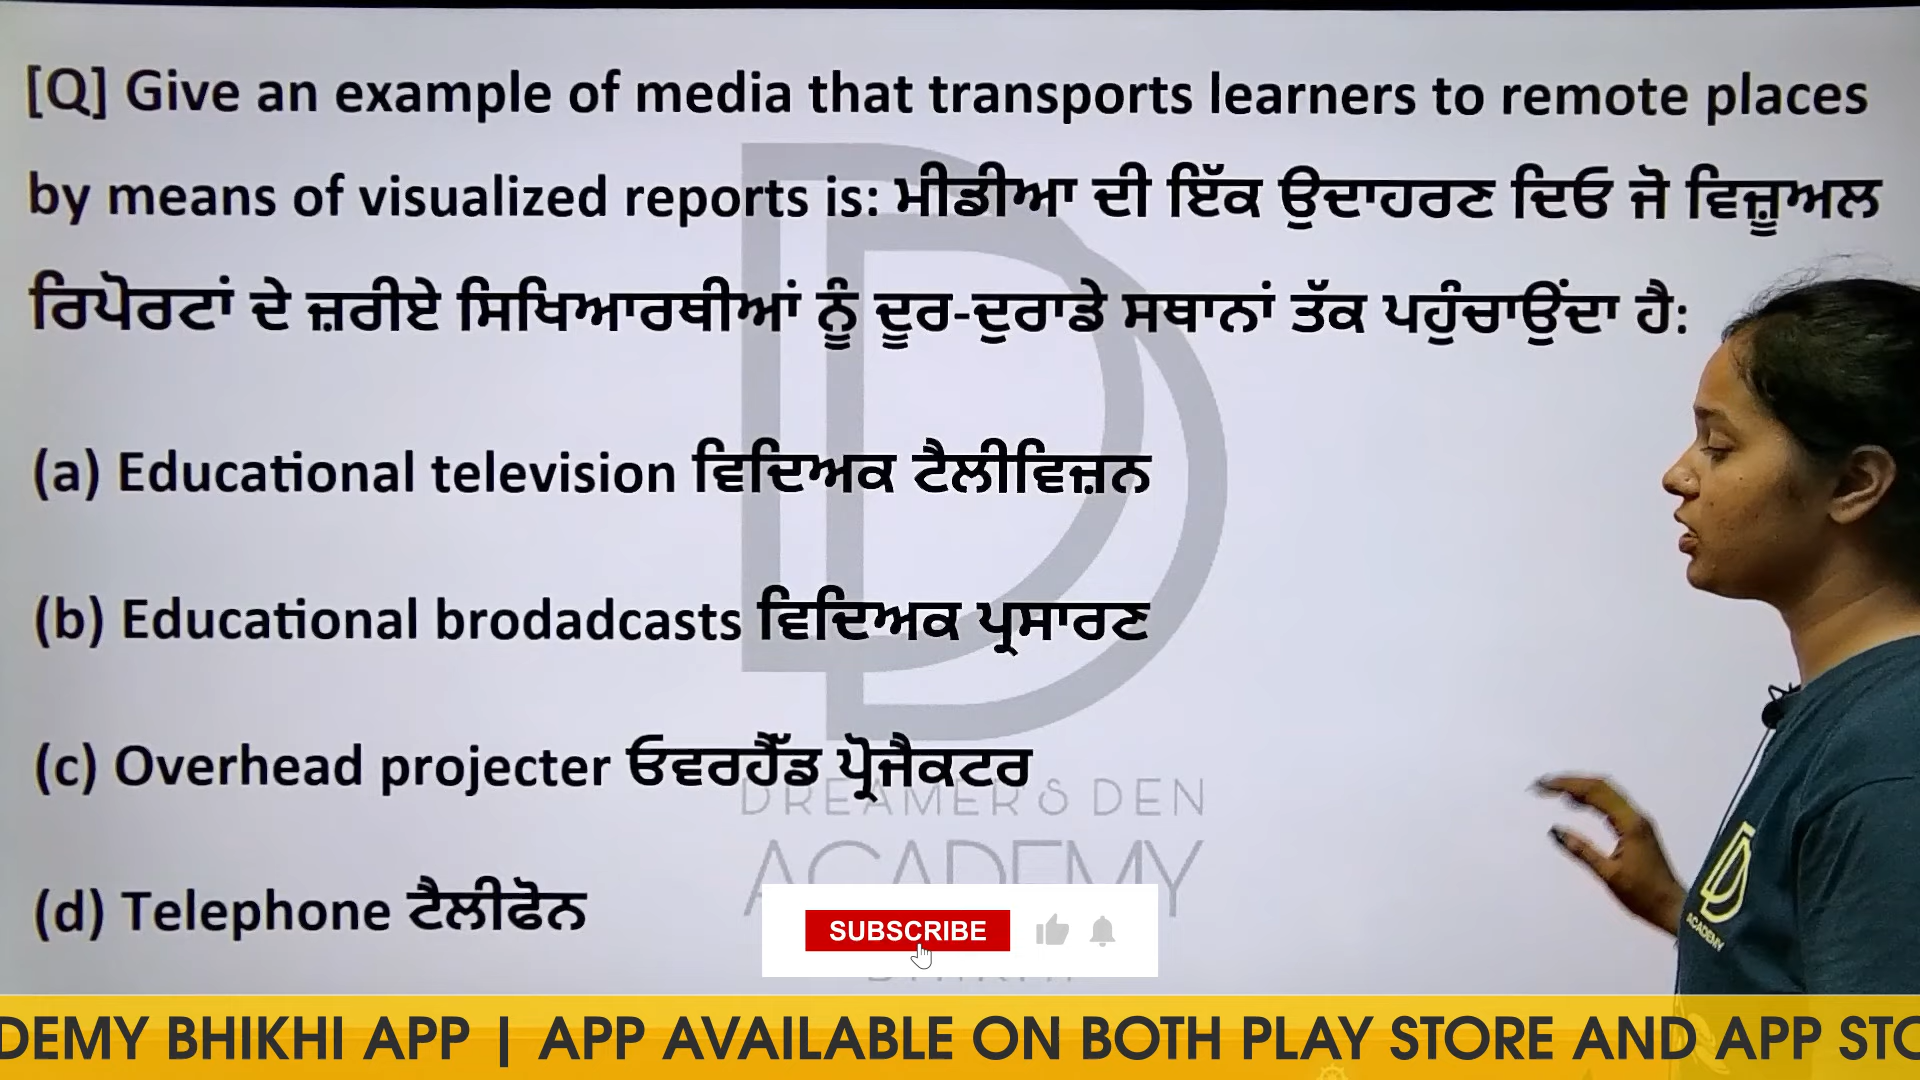 [Q] Give an example of media that transports learners to remote places
by means of visualized reports is: ਮੀਡੀਆ ਦੀ ਇੱਕ ਉਦਾਹਰਣ ਦਿਓ ਜੋ ਵਿਜ਼ੂਅਲ
ਰਿਪੋਰਟਾਂ ਦੇ ਜ਼ਰੀਏ ਸਿਖਿਆਰਥੀਆਂ ਨੂੰ ਦੂਰ-ਦੁਰਾਡੇ ਸਥਾਨਾਂ ਤੱਕ ਪਹੁੰਚਾਉਂਦਾ ਹੈ:
(a) Educational television ਵਿਦਿਅਕ ਟੈਲੀਵਿਜ਼ਨ
(b) Educational brodadcasts ਵਿਦਿਅਕ ਪ੍ਰਸਾਰਣ
(c) Overhead projecter ਓਵਰਹੈੱਡ ਪ੍ਰੋਜੈਕਟਰ
DREAMER'S DEN
ACADEMY
(d) Telephone ਟੈਲੀਫੋਨ
SUBSCRIBE
ACADEMY
DEMY BHIKHI APP | APP AVAILABLE ON BOTH PLAY STORE AND APP STO